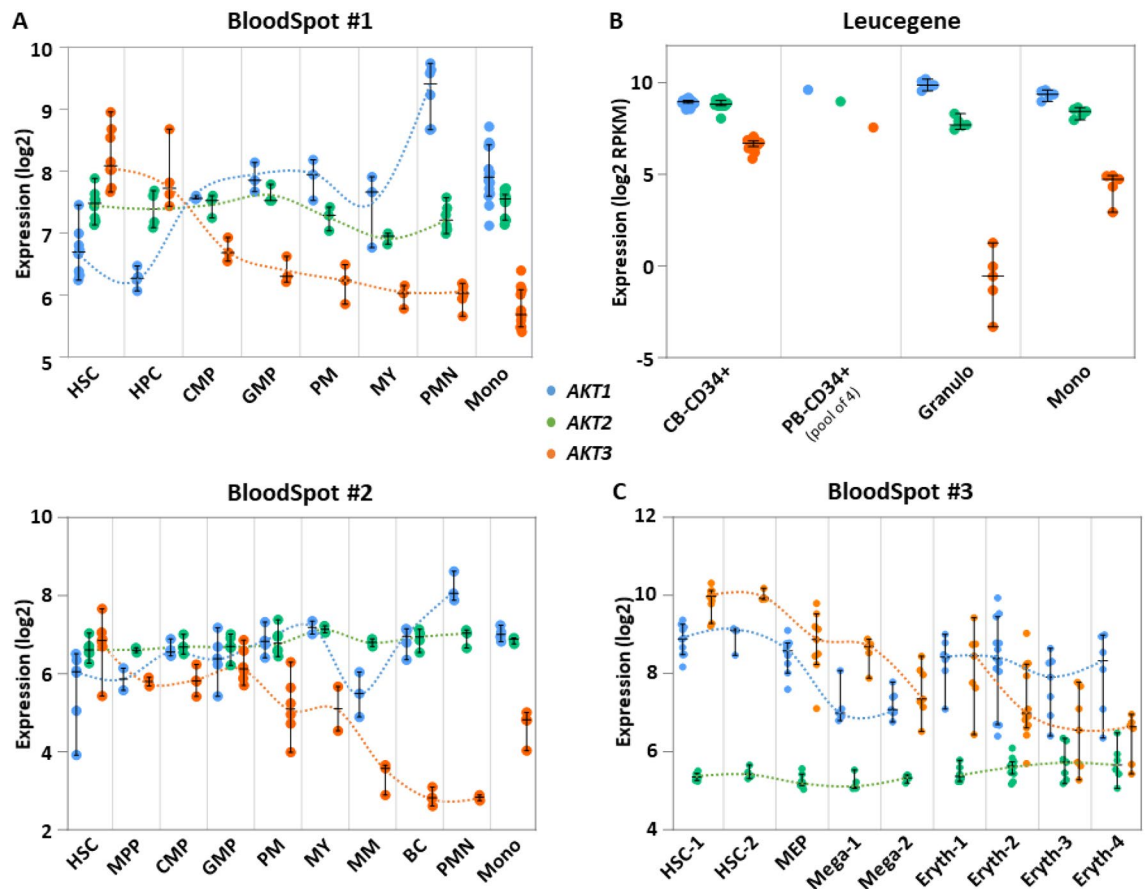 A
BloodSpot #1
Expression (log2)
10
9
8
7
6
5
HSC
HPC
CMP
GMP
PM
MY
PMN
Mono
B
Leucegene
Expression (log2 RPKM)
10
5
0
-5
CB-CD34+
PB-CD34+
(pool of 4)
Granulo
Mono
AKT1
AKT2
AKT3
BloodSpot #2
Expression (log2)
10
8
6
4
2
HSC
MPP
CMP
GMP
PM
MY
MM
BC
PMN
Mono
C
BloodSpot #3
Expression (log2)
12
10
8
6
4
HSC-1
HSC-2
MEP
Mega-1
Mega-2
Eryth-1
Eryth-2
Eryth-3
Eryth-4